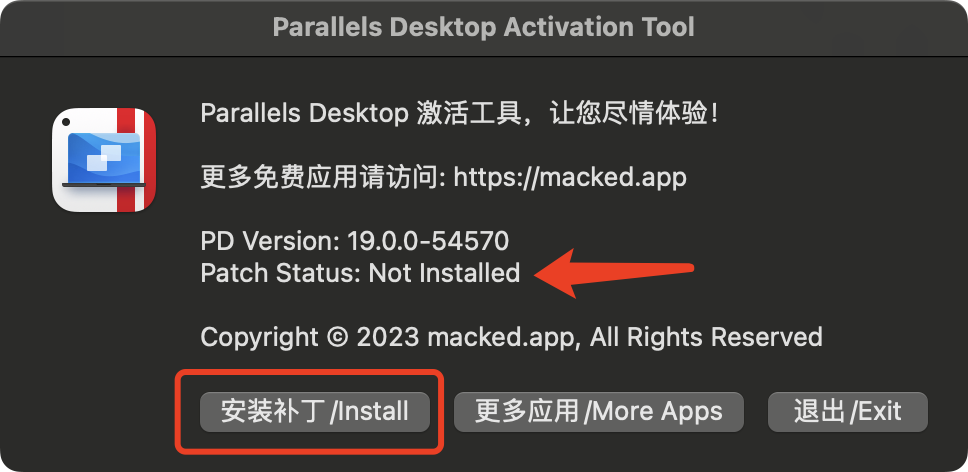 Parallels Desktop Activation Tool
Parallels Desktop 激活工具，让您尽情体验！
更多免费应用请访问: https://macked.app
PD Version: 19.0.0-54570
Patch Status: Not Installed
Copyright © 2023 macked.app, All Rights Reserved
安装补丁/Install
更多应用/More Apps
退出/Exit